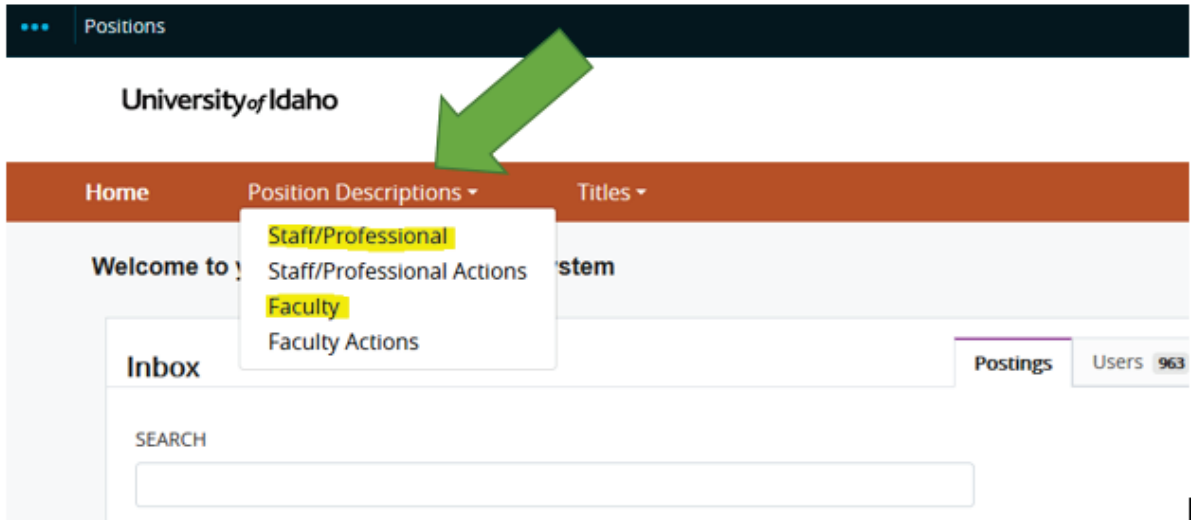 Positions
University of Idaho
Home Position Descriptions Titles
Staff/Professional
Welcome to stem
Staff/Professional Actions
Faculty
Faculty Actions
Inbox
Postings Users 963
SEARCH